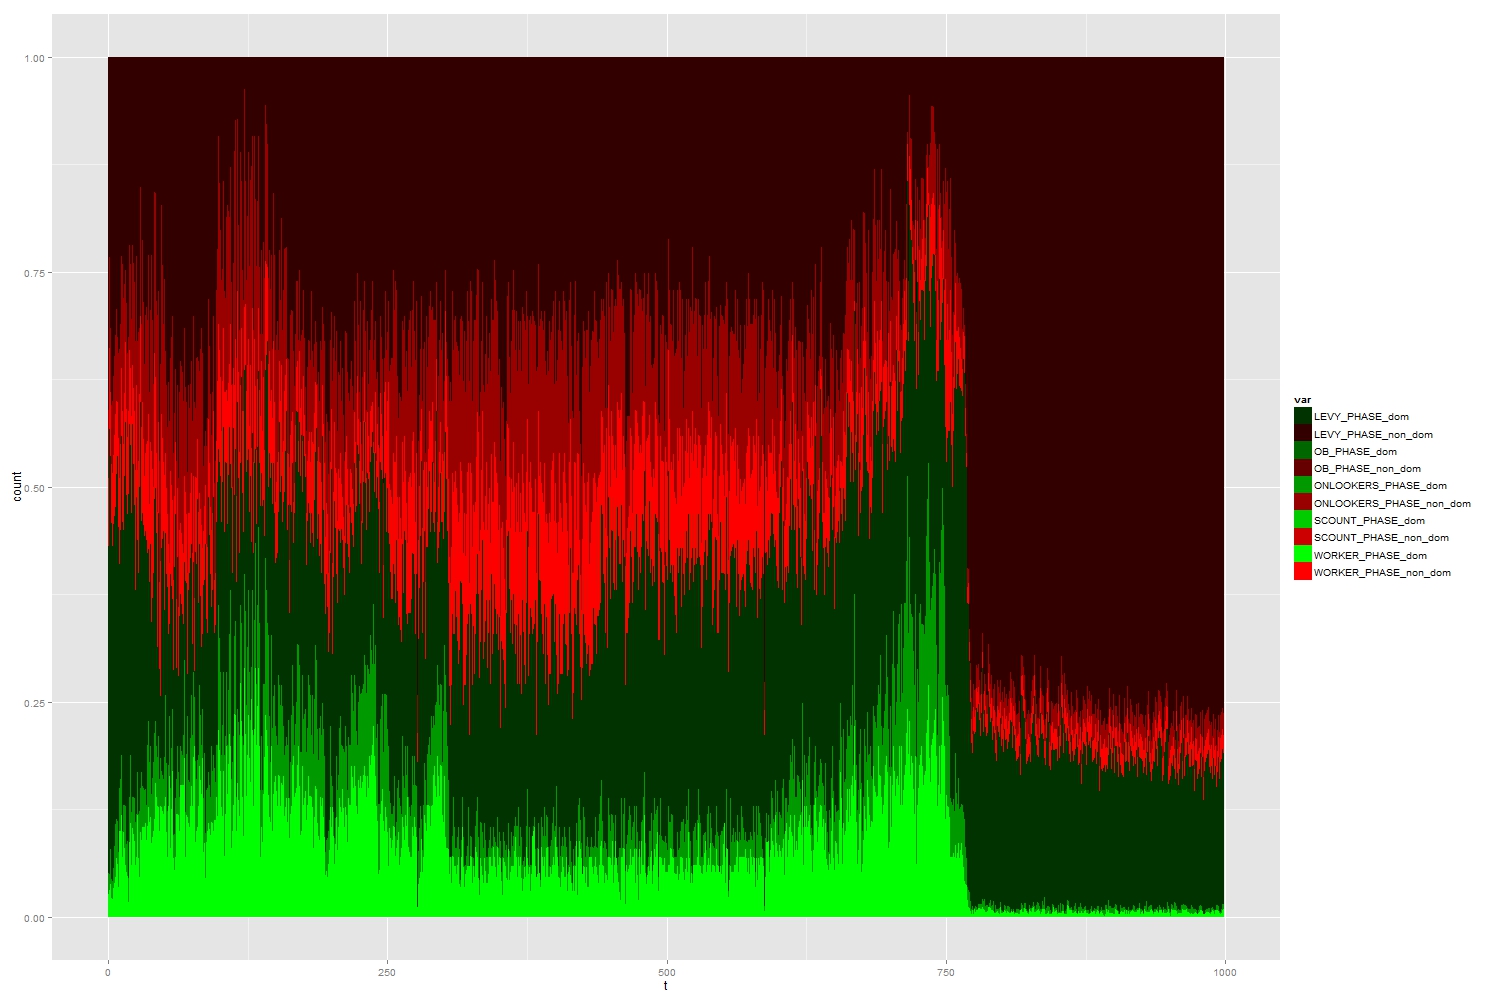 1.00
0.75
0.50
0.25
0.00
count
0
250
500
750
1000
t
var
LEVY_PHASE_dom
LEVY_PHASE_non_dom
OB_PHASE_dom
OB_PHASE_non_dom
ONLOOKERS_PHASE_dom
ONLOOKERS_PHASE_non_dom
SCOUNT_PHASE_dom
SCOUNT_PHASE_non_dom
WORKER_PHASE_dom
WORKER_PHASE_non_dom